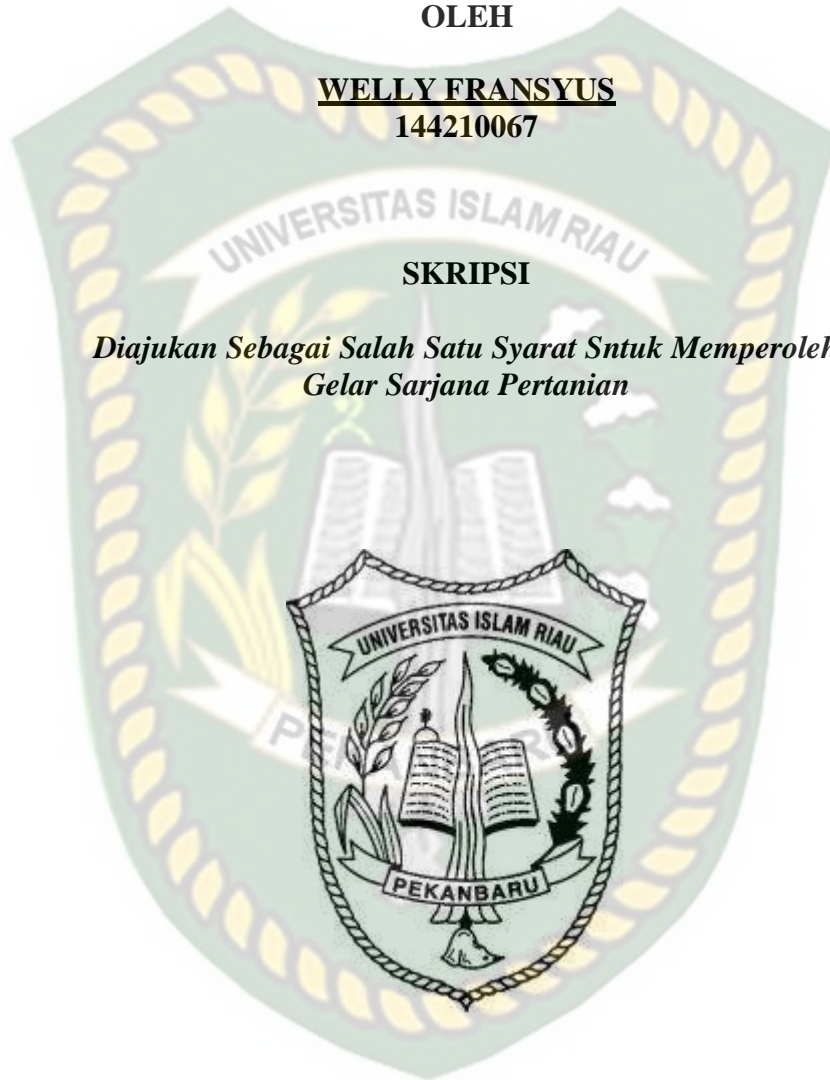 OLEH
WELLY FRANSYUS
144210067
UNIVERSITAS ISLAM RIAU
SKRIPSI
Diajukan Sebagai Salah Satu Syarat Sntuk Memperoleh
Gelar Sarjana Pertanian
UNIVERSITAS ISLAM RIAU
PEKANBARU